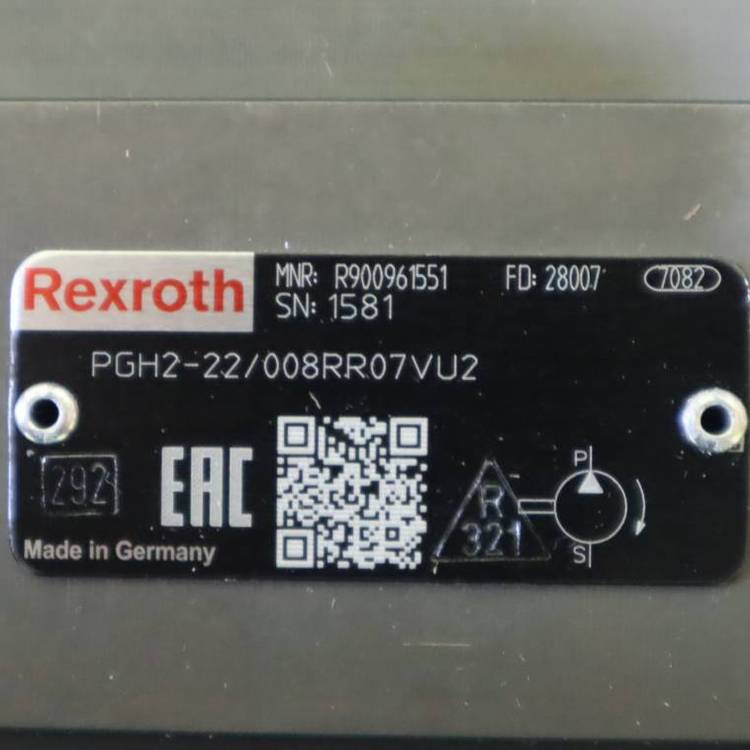 Rexroth
MNR: R900961551 FD: 28007 7082
SN: 1581
PGH2-22/008RR07VU2
292
EAC
Made in Germany
R
321
P
S